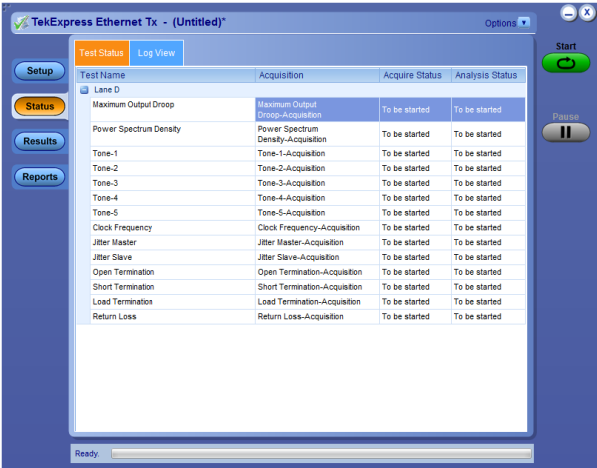 TekExpress Ethernet Tx - (Untitled)*
Options
Start
Pause
Setup
Status
Results
Reports
Test Status Log View
Test Name Acquisition Acquire Status Analysis Status
Lane D
Maximum Output Droop Maximum Output Droop-Acquisition To be started To be started
Power Spectrum Density Power Spectrum Density-Acquisition To be started To be started
Tone-1 Tone-1-Acquisition To be started To be started
Tone-2 Tone-2-Acquisition To be started To be started
Tone-3 Tone-3-Acquisition To be started To be started
Tone-4 Tone-4-Acquisition To be started To be started
Tone-5 Tone-5-Acquisition To be started To be started
Clock Frequency Clock Frequency-Acquisition To be started To be started
Jitter Master Jitter Master-Acquisition To be started To be started
Jitter Slave Jitter Slave-Acquisition To be started To be started
Open Termination Open Termination-Acquisition To be started To be started
Short Termination Short Termination-Acquisition To be started To be started
Load Termination Load Termination-Acquisition To be started To be started
Return Loss Return Loss-Acquisition To be started To be started
Ready.